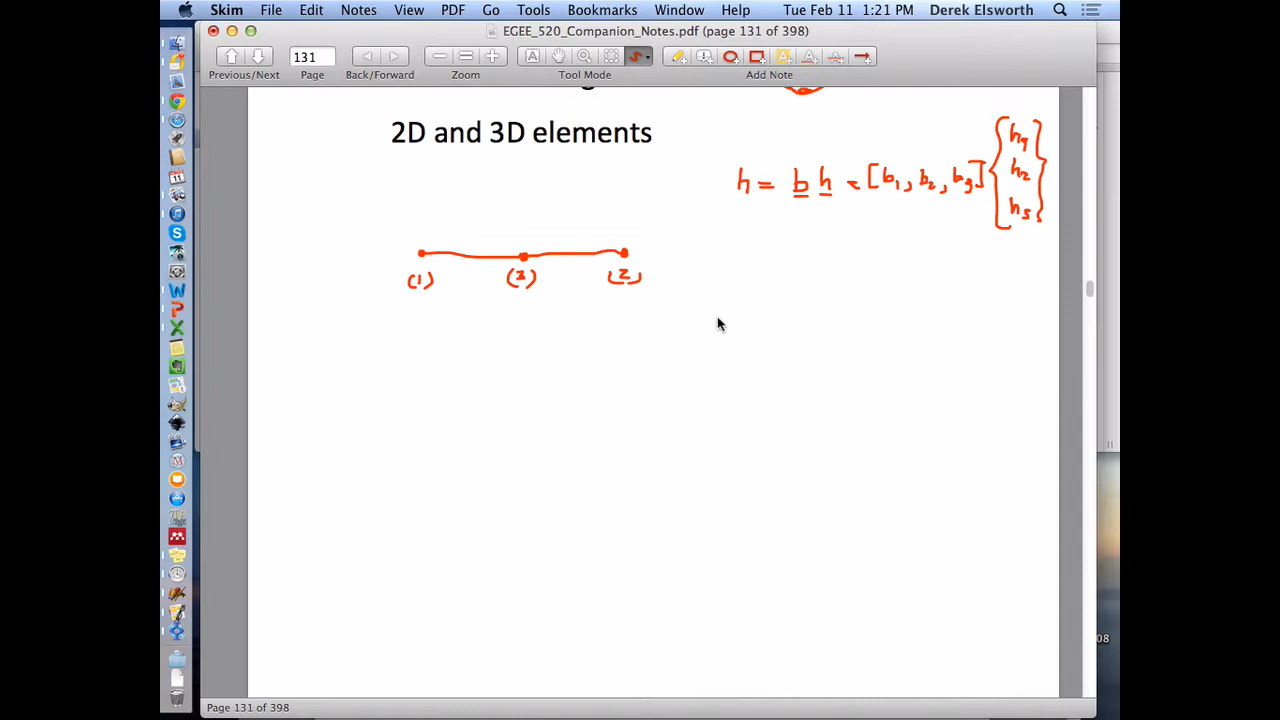 Skim File Edit Notes View PDF Go Tools Bookmarks Window Help Tue Feb 11 1:21 PM Derek Elsworth
EGEE_520_Companion_Notes.pdf (page 131 of 398)
131
Previous/Next Page Back/Forward Zoom Tool Mode Add Note
2D and 3D elements
h = b h = [b1, b2, b3] { h1
h2
h3 }
(1) (3) (2)
08
Page 131 of 398